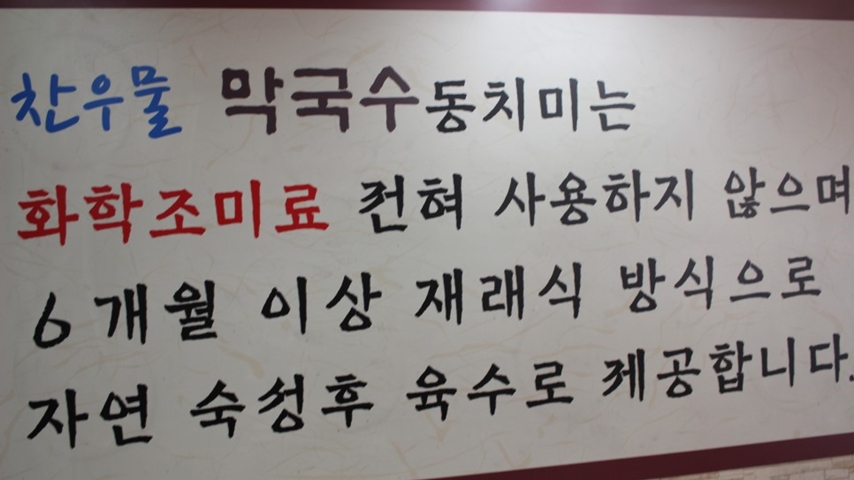 찬우물 막국수동치미는
화학조미료 전혀 사용하지 않으며
6개월 이상 재래식 방식으로
자연 숙성후 육수로 제공합니다.